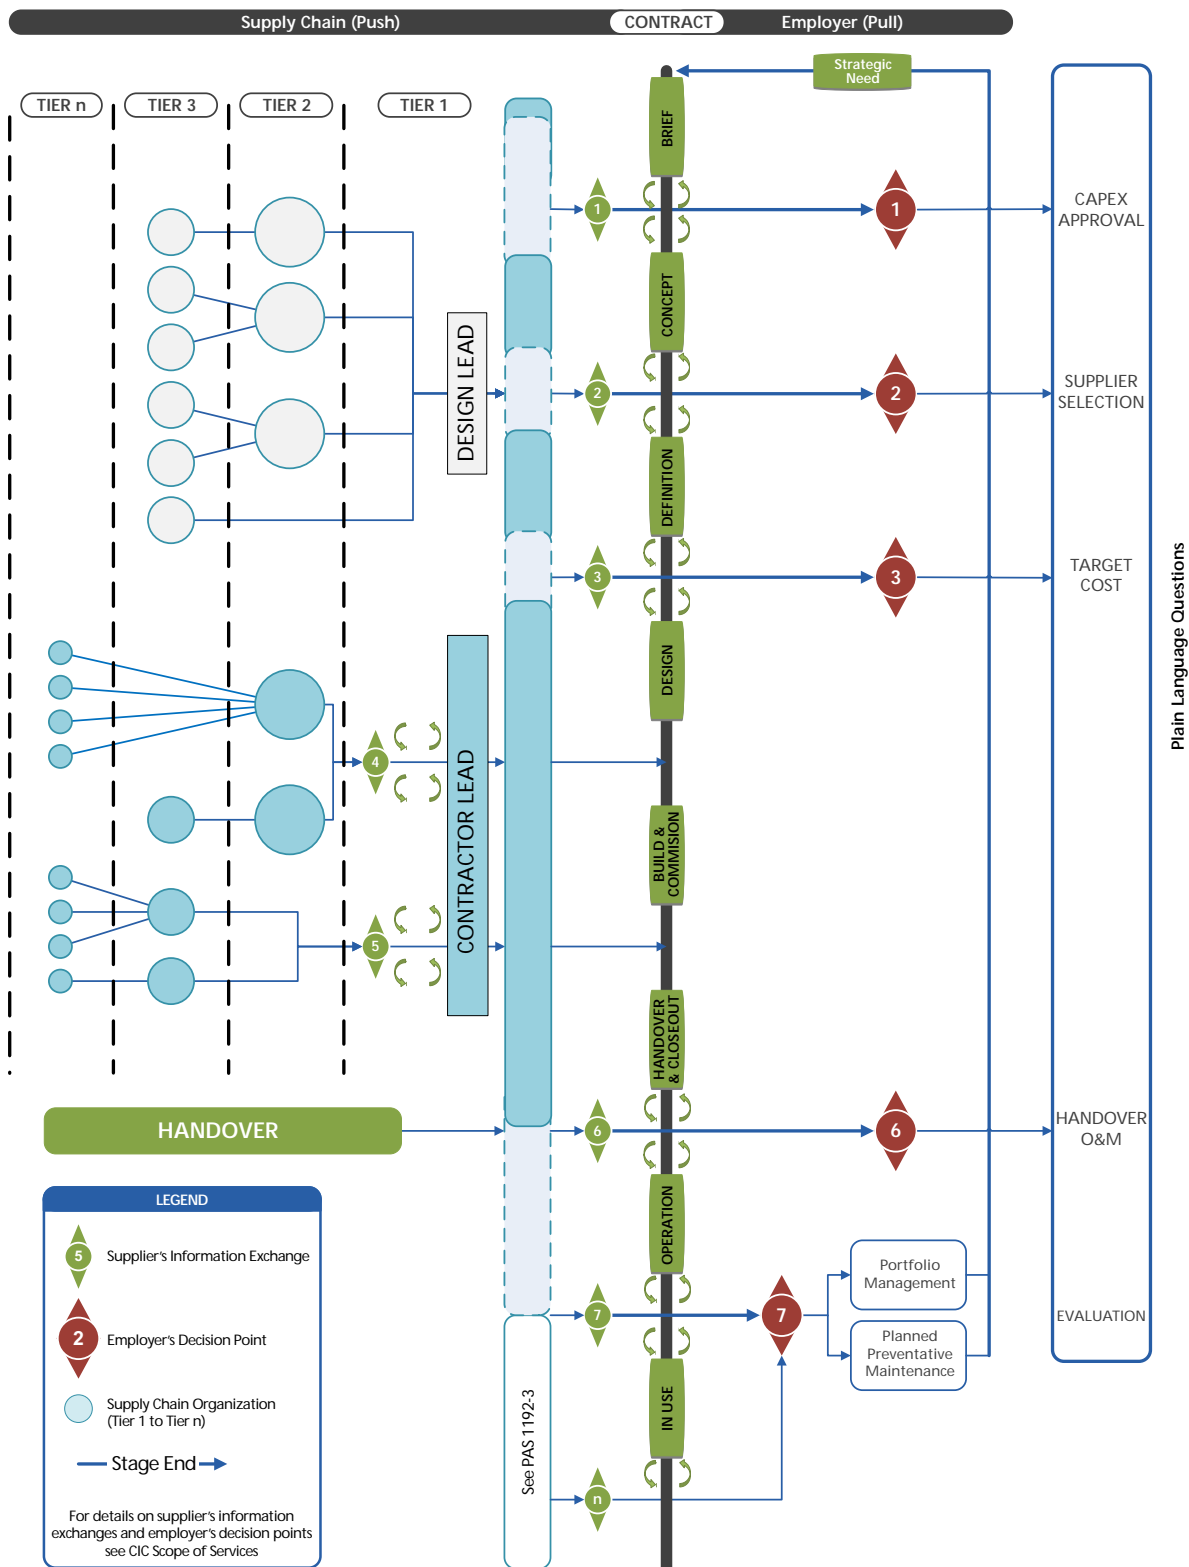 Supply Chain (Push)
CONTRACT
Employer (Pull)
Strategic
Need
TIER n
TIER 3
TIER 2
TIER 1
BRIEF
1
1
CAPEX
APPROVAL
CONCEPT
DESIGN LEAD
2
2
SUPPLIER
SELECTION
DEFINITION
3
3
TARGET
COST
Plain Language Questions
DESIGN
CONTRACTOR LEAD
4
BUILD &
COMMISION
5
HANDOVER
& CLOSEOUT
HANDOVER
6
6
HANDOVER
O&M
OPERATION
LEGEND
5
Supplier's Information Exchange
2
Employer's Decision Point
Supply Chain Organization
(Tier 1 to Tier n)
Stage End
For details on supplier's information
exchanges and employer's decision points
see CIC Scope of Services
Portfolio
Management
7
7
EVALUATION
Planned
Preventative
Maintenance
See PAS 1192-3
IN USE
n